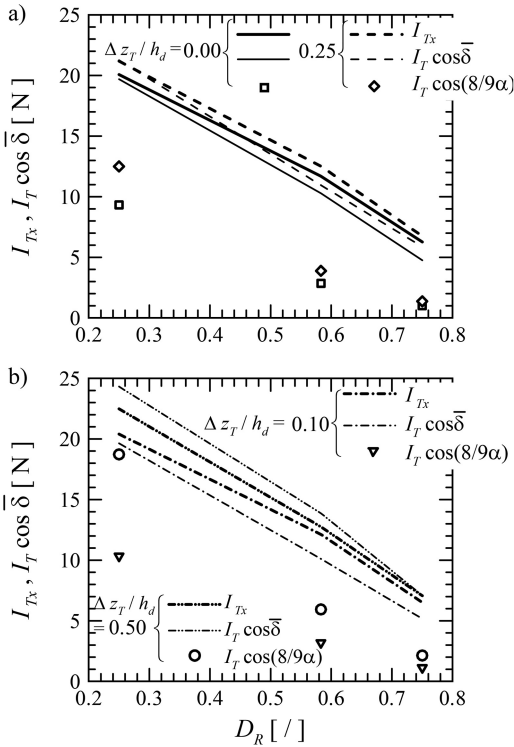 a)
25
20
15
10
5
0
I_Tx , I_T cos δ̅ [ N ]
Δ z_T / h_d = 0.00
0.25
I_Tx
I_T cos δ̅
I_T cos(8/9α)
0.2 0.3 0.4 0.5 0.6 0.7 0.8
b)
25
20
15
10
5
0
I_Tx , I_T cos δ̅ [ N ]
Δ z_T / h_d = 0.10
I_Tx
I_T cos δ̅
I_T cos(8/9α)
Δ z_T / h_d
= 0.50
I_Tx
I_T cos δ̅
I_T cos(8/9α)
0.2 0.3 0.4 0.5 0.6 0.7 0.8
D_R [ / ]